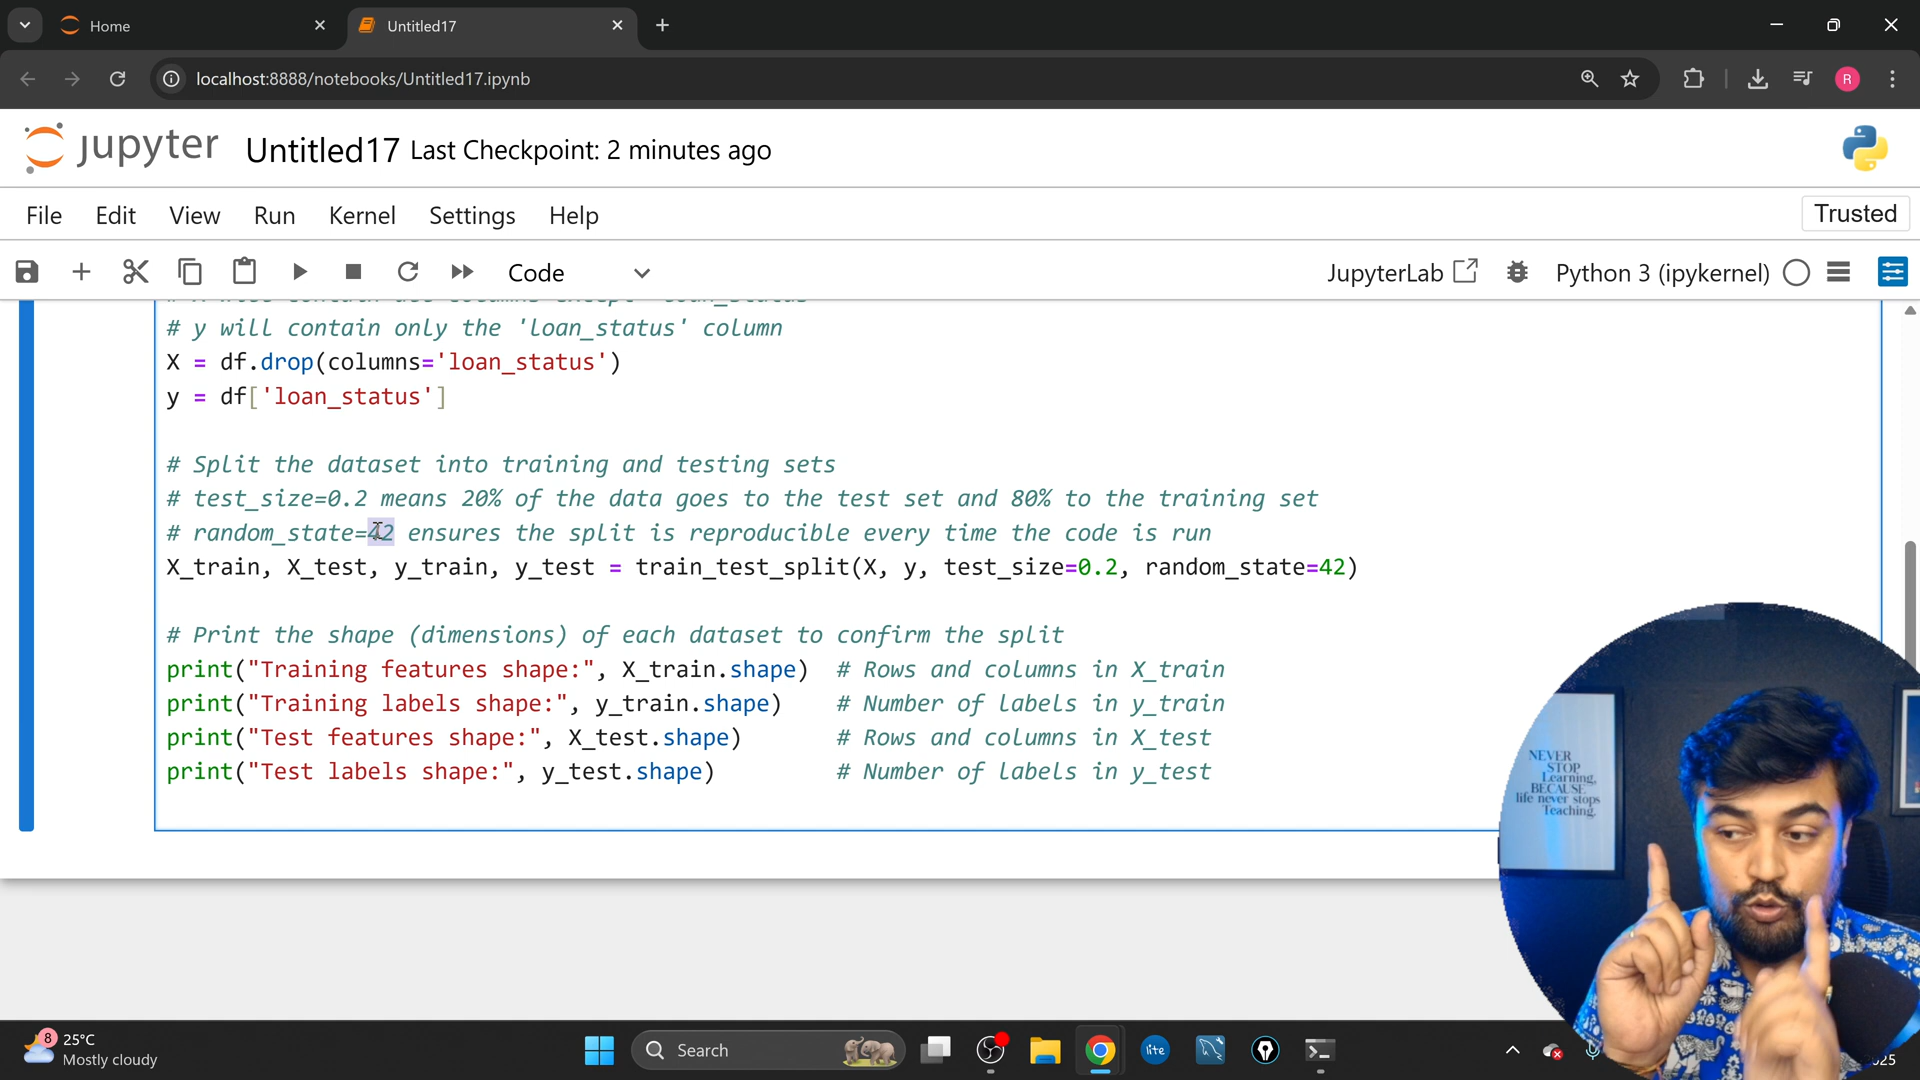 Home
Untitled17
localhost:8888/notebooks/Untitled17.ipynb
R
jupyter Untitled17 Last Checkpoint: 2 minutes ago
File Edit View Run Kernel Settings Help
Trusted
Code
JupyterLab
Python 3 (ipykernel)
# y will contain only the 'loan_status' column
X = df.drop(columns='loan_status')
y = df['loan_status']
# Split the dataset into training and testing sets
# test_size=0.2 means 20% of the data goes to the test set and 80% to the training set
# random_state=42 ensures the split is reproducible every time the code is run
X_train, X_test, y_train, y_test = train_test_split(X, y, test_size=0.2, random_state=42)
# Print the shape (dimensions) of each dataset to confirm the split
print("Training features shape:", X_train.shape)  # Rows and columns in X_train
print("Training labels shape:", y_train.shape)    # Number of labels in y_train
print("Test features shape:", X_test.shape)       # Rows and columns in X_test
print("Test labels shape:", y_test.shape)         # Number of labels in y_test
NEVER
STOP
Learning,
BECAUSE
life never stops
Teaching.
8
25°C
Mostly cloudy
Search
lite